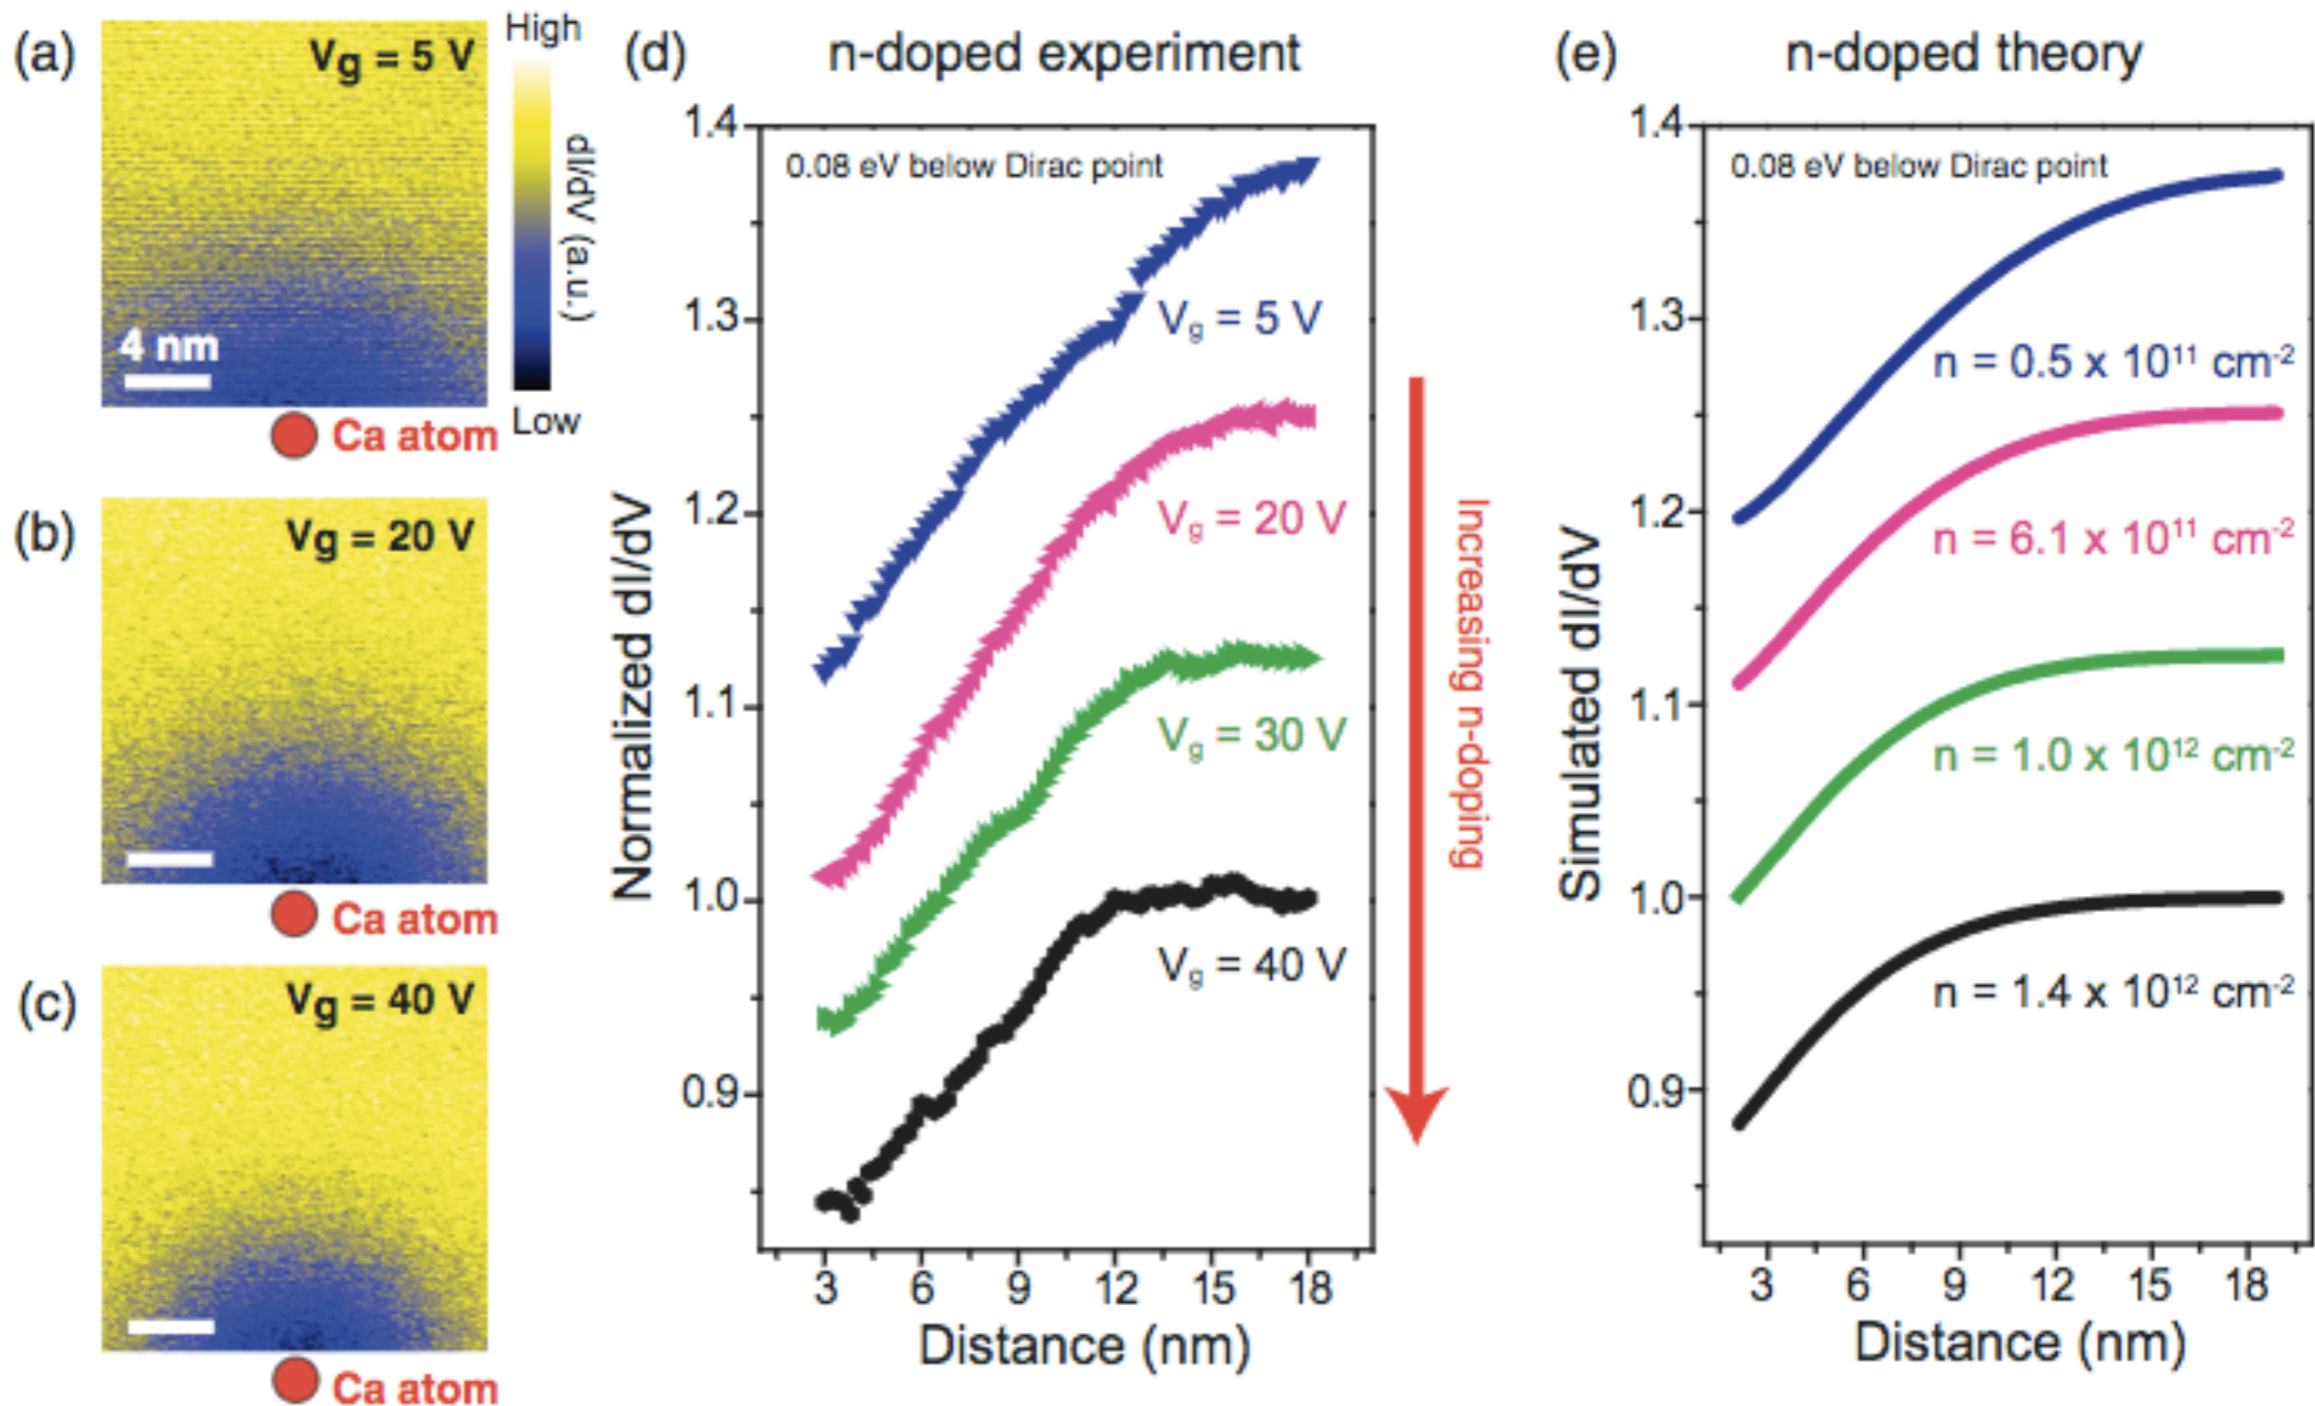 (a)
Vg = 5 V
High
dI/dV (a.u.)
Low
4 nm
Ca atom
(b)
Vg = 20 V
Ca atom
(c)
Vg = 40 V
Ca atom
(d)
n-doped experiment
0.08 eV below Dirac point
Normalized dI/dV
1.4
1.3
1.2
1.1
1.0
0.9
Vg = 5 V
Vg = 20 V
Vg = 30 V
Vg = 40 V
3 6 9 12 15 18
Distance (nm)
Increasing n-doping
(e)
n-doped theory
0.08 eV below Dirac point
Simulated dI/dV
1.4
1.3
1.2
1.1
1.0
0.9
n = 0.5 x 10¹¹ cm⁻²
n = 6.1 x 10¹¹ cm⁻²
n = 1.0 x 10¹² cm⁻²
n = 1.4 x 10¹² cm⁻²
3 6 9 12 15 18
Distance (nm)